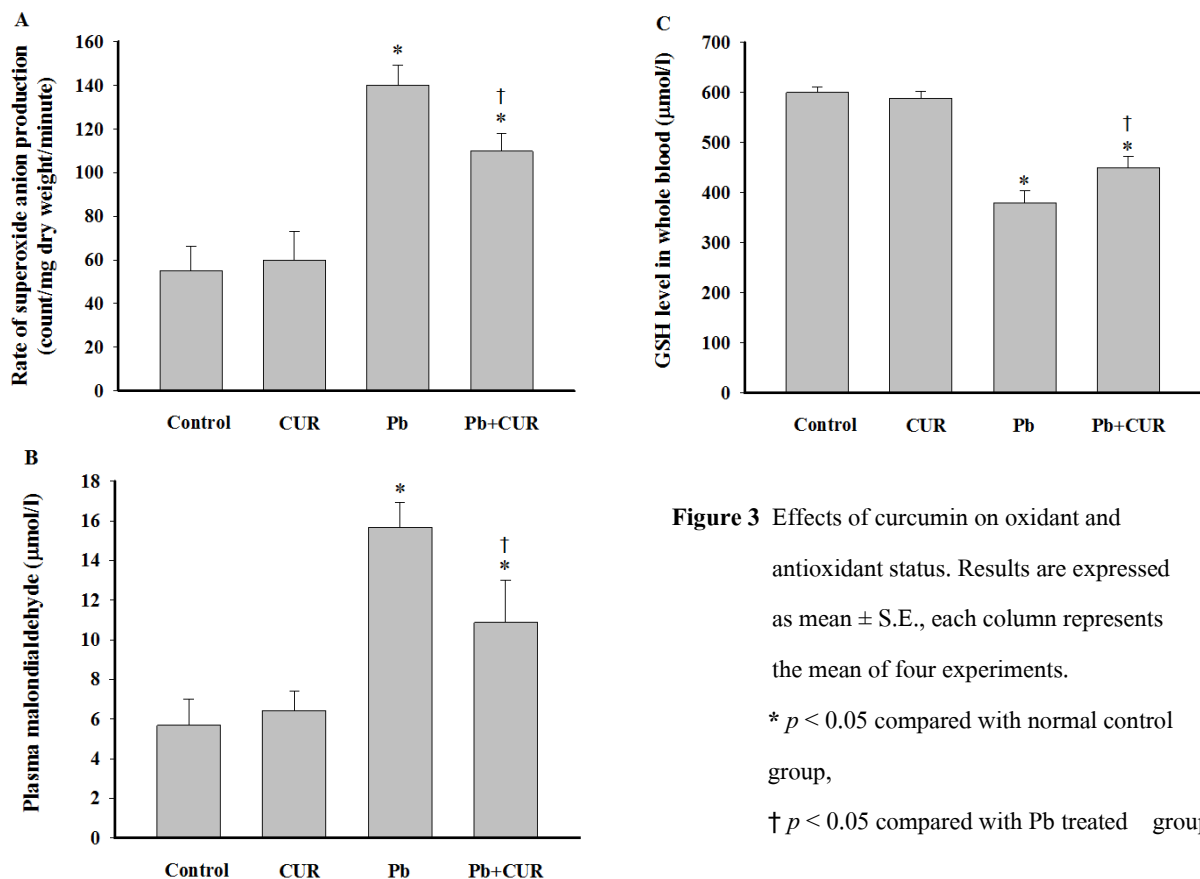 A
Rate of superoxide anion production
(count/mg dry weight/minute)
160
140
120
100
80
60
40
20
0
*
†
*
Control CUR Pb Pb+CUR
B
Plasma malondialdehyde (μmol/l)
18
16
14
12
10
8
6
4
2
0
*
†
*
Control CUR Pb Pb+CUR
C
GSH level in whole blood (μmol/l)
700
600
500
400
300
200
100
0
*
†
*
Control CUR Pb Pb+CUR
Figure 3 Effects of curcumin on oxidant and
antioxidant status. Results are expressed
as mean ± S.E., each column represents
the mean of four experiments.
* p < 0.05 compared with normal control
group,
† p < 0.05 compared with Pb treated group